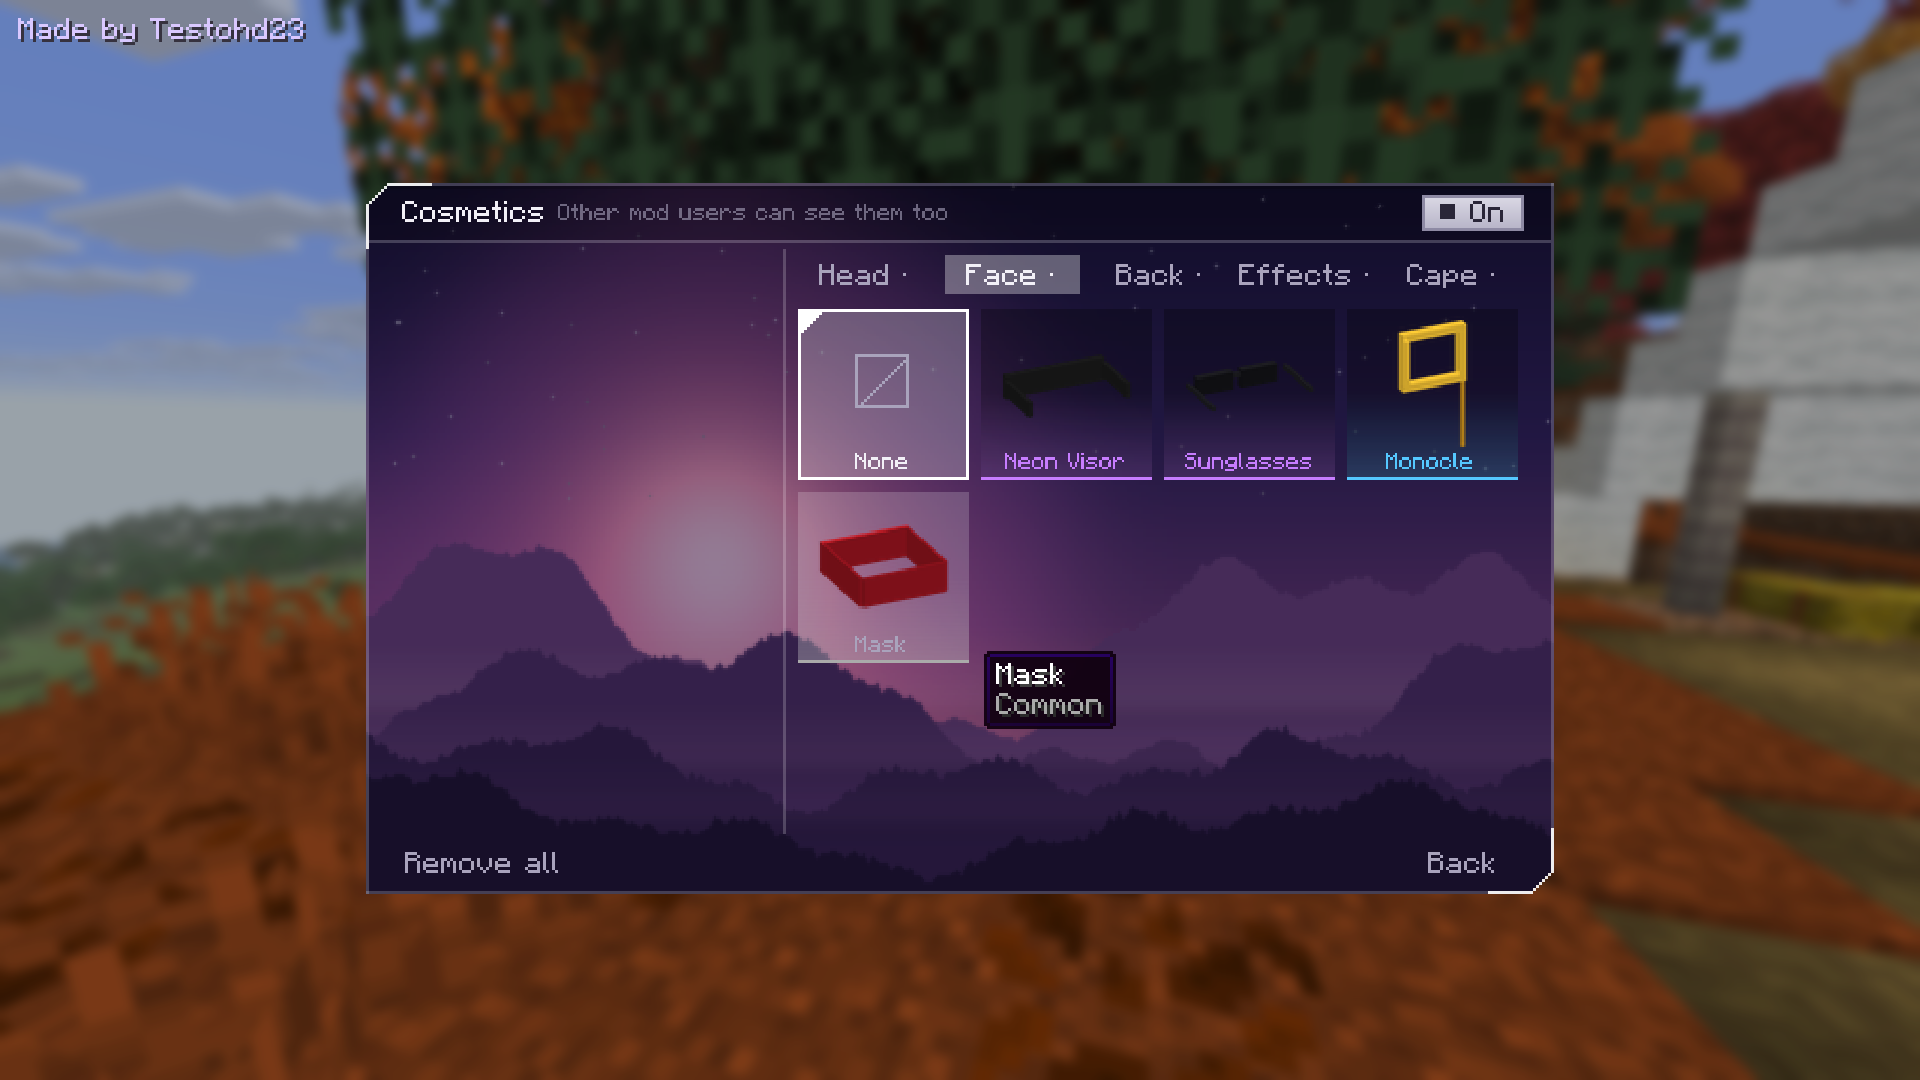 Made by Testohd23
Cosmetics Other mod users can see them too
On
Head · Face · Back · Effects · Cape ·
None
Neon Visor
Sunglasses
Monocle
Mask
Mask
Common
Remove all
Back